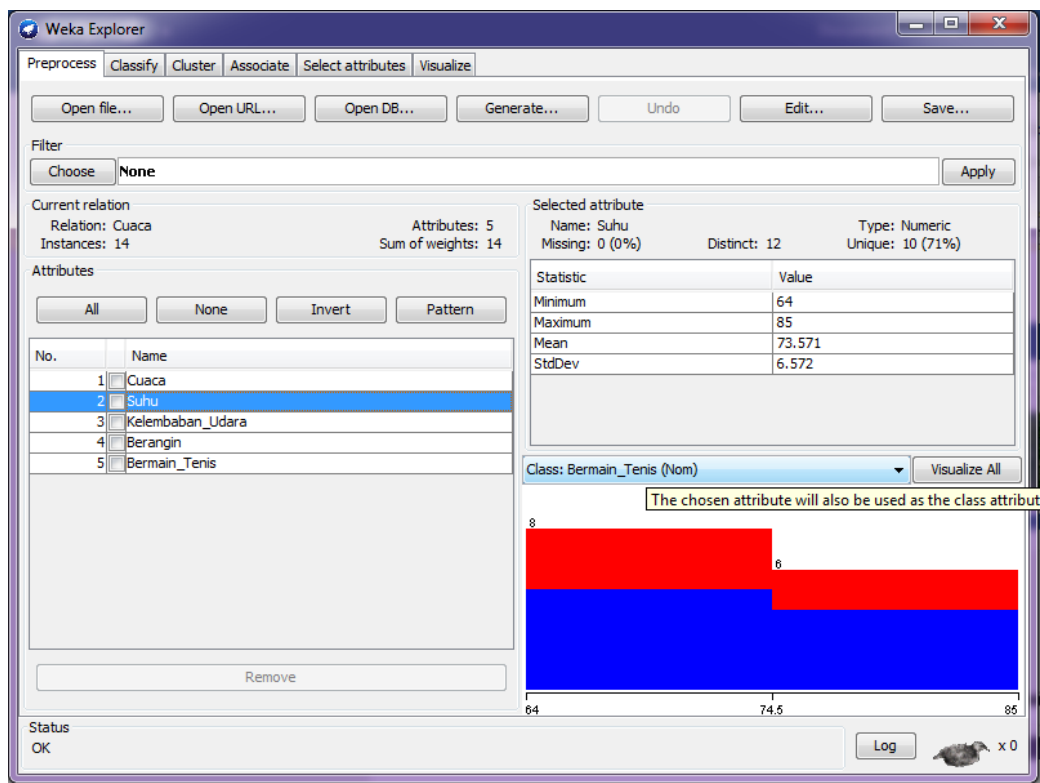 Weka Explorer
Preprocess Classify Cluster Associate Select attributes Visualize
Open file... Open URL... Open DB... Generate... Undo Edit... Save...
Filter
Choose None Apply
Current relation
Relation: Cuaca Attributes: 5
Instances: 14 Sum of weights: 14
Attributes
All None Invert Pattern
No. Name
1 Cuaca
2 Suhu
3 Kelembaban_Udara
4 Berangin
5 Bermain_Tenis
Remove
Selected attribute
Name: Suhu Type: Numeric
Missing: 0 (0%) Distinct: 12 Unique: 10 (71%)
Statistic Value
Minimum 64
Maximum 85
Mean 73.571
StdDev 6.572
Class: Bermain_Tenis (Nom) Visualize All
The chosen attribute will also be used as the class attribut
8
6
64 74.5 85
Status
OK Log x 0